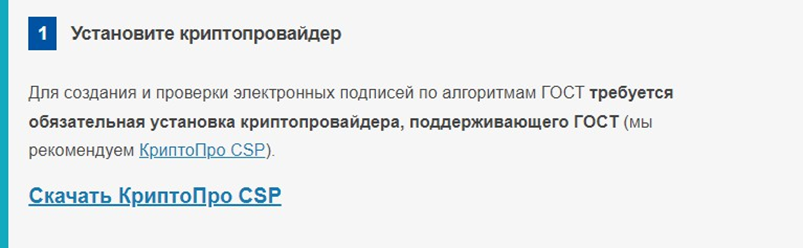 1 Установите криптопровайдер
Для создания и проверки электронных подписей по алгоритмам ГОСТ требуется
обязательная установка криптопровайдера, поддерживающего ГОСТ (мы
рекомендуем КриптоПро CSP).
Скачать КриптоПро CSP